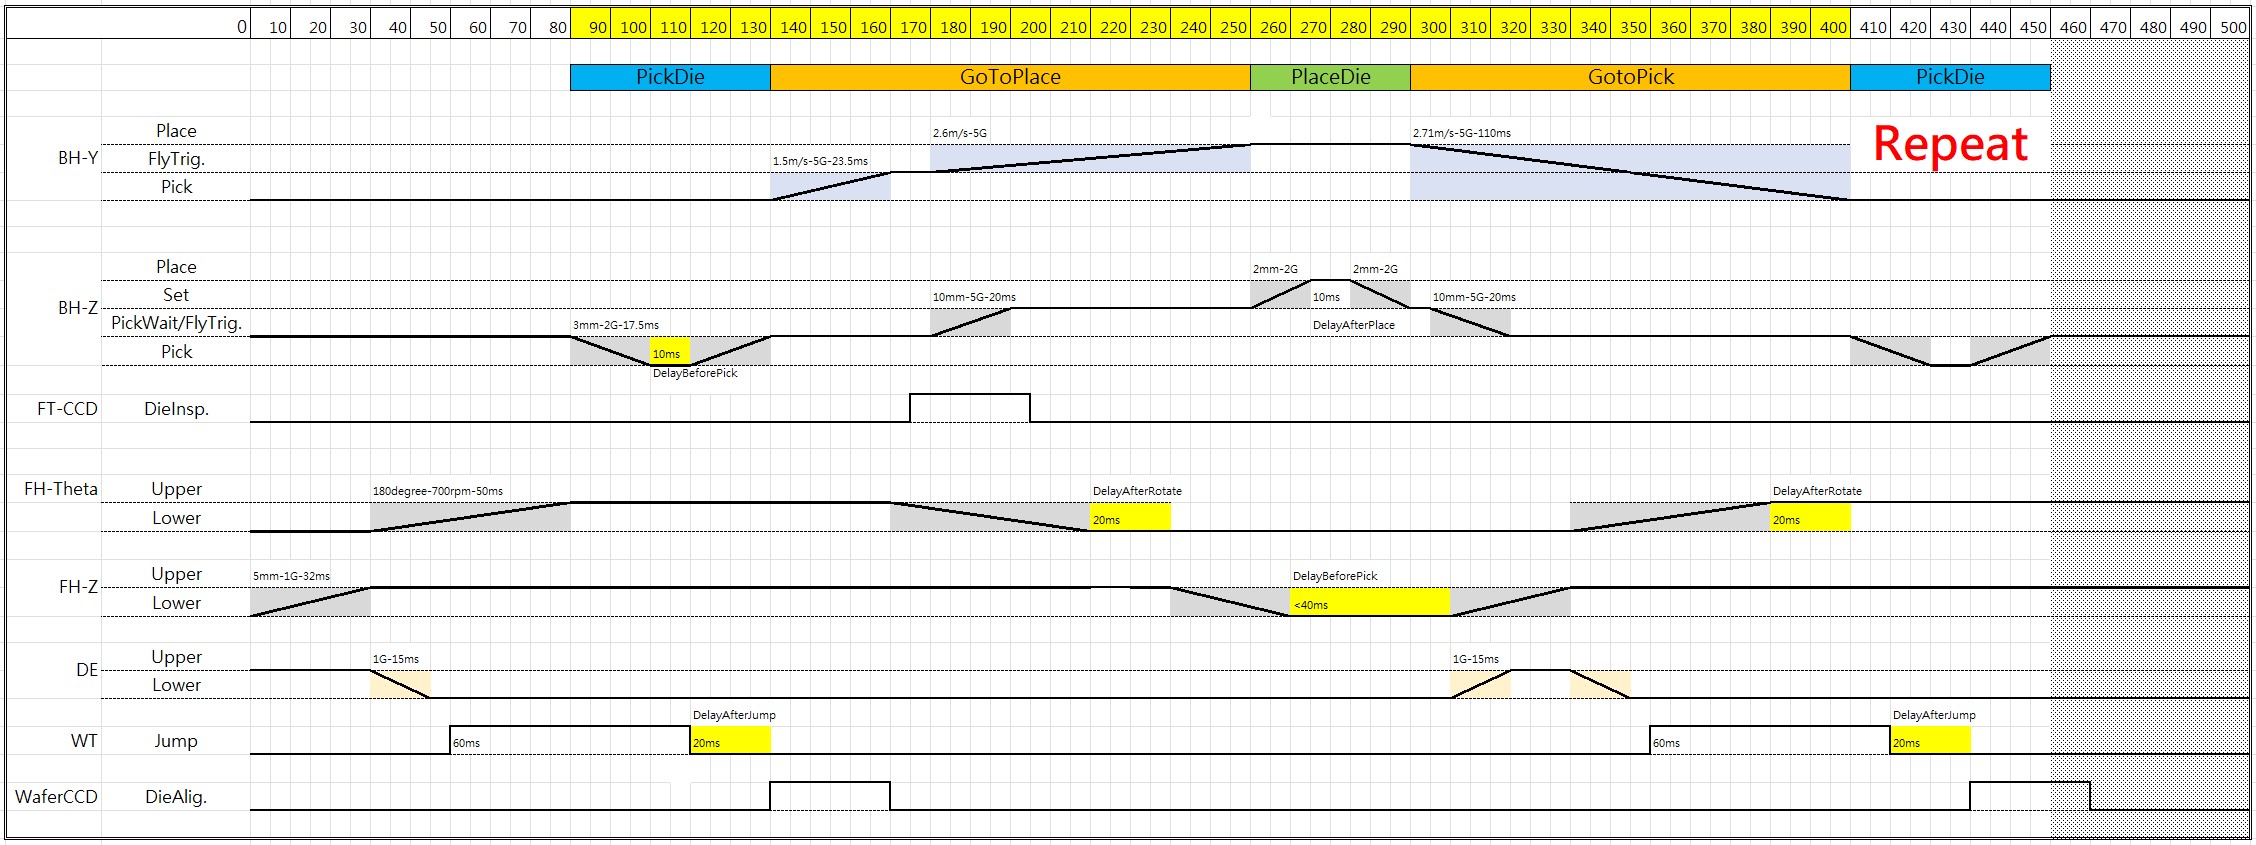 0 10 20 30 40 50 60 70 80 90 100 110 120 130 140 150 160 170 180 190 200 210 220 230 240 250 260 270 280 290 300 310 320 330 340 350 360 370 380 390 400 410 420 430 440 450 460 470 480 490 500
PickDie GoToPlace PlaceDie GotoPick PickDie
Place 2.6m/s-5G 2.71m/s-5G-110ms
Repeat
BH-Y FlyTrig. 1.5m/s-5G-23.5ms
Pick
Place 2mm-2G 2mm-2G
Set 10mm-5G-20ms 10ms 10mm-5G-20ms
BH-Z
PickWait/FlyTrig. 3mm-2G-17.5ms DelayAfterPlace
Pick 10ms
DelayBeforePick
FT-CCD DieInsp.
FH-Theta Upper 180degree-700rpm-50ms DelayAfterRotate DelayAfterRotate
Lower 20ms 20ms
Upper 5mm-1G-32ms DelayBeforePick
FH-Z
Lower <40ms
Upper 1G-15ms 1G-15ms
DE
Lower
DelayAfterJump DelayAfterJump
WT Jump 60ms 20ms 60ms 20ms
WaferCCD DieAlig.